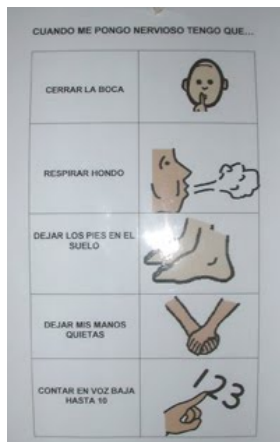 CUANDO ME PONGO NERVIOSO TENGO QUE...
CERRAR LA BOCA
RESPIRAR HONDO
DEJAR LOS PIES EN EL
SUELO
DEJAR MIS MANOS
QUIETAS
CONTAR EN VOZ BAJA
HASTA 10
123